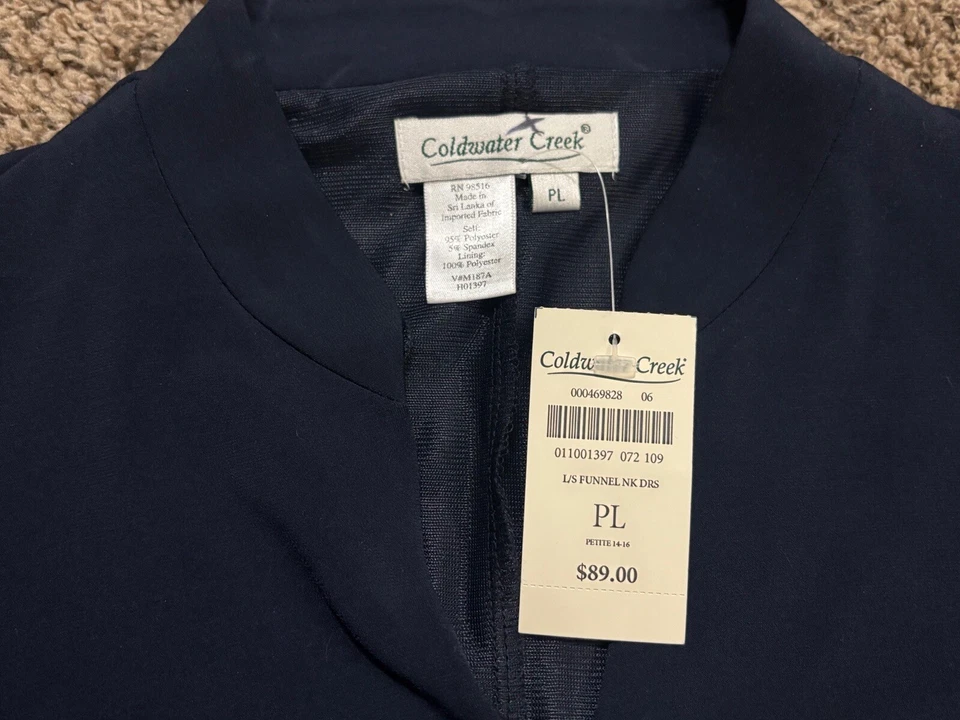 Coldwater Creek®
RN 98516
Made in
Sri Lanka of
Imported Fabric
Self:
95% Polyester
5% Spandex
Lining:
100% Polyester
V#M187A
H01397
PL
Creek
000469828 06
011001397 072 109
L/S FUNNEL NK DRS
PL
PETITE 14-16
$89.00